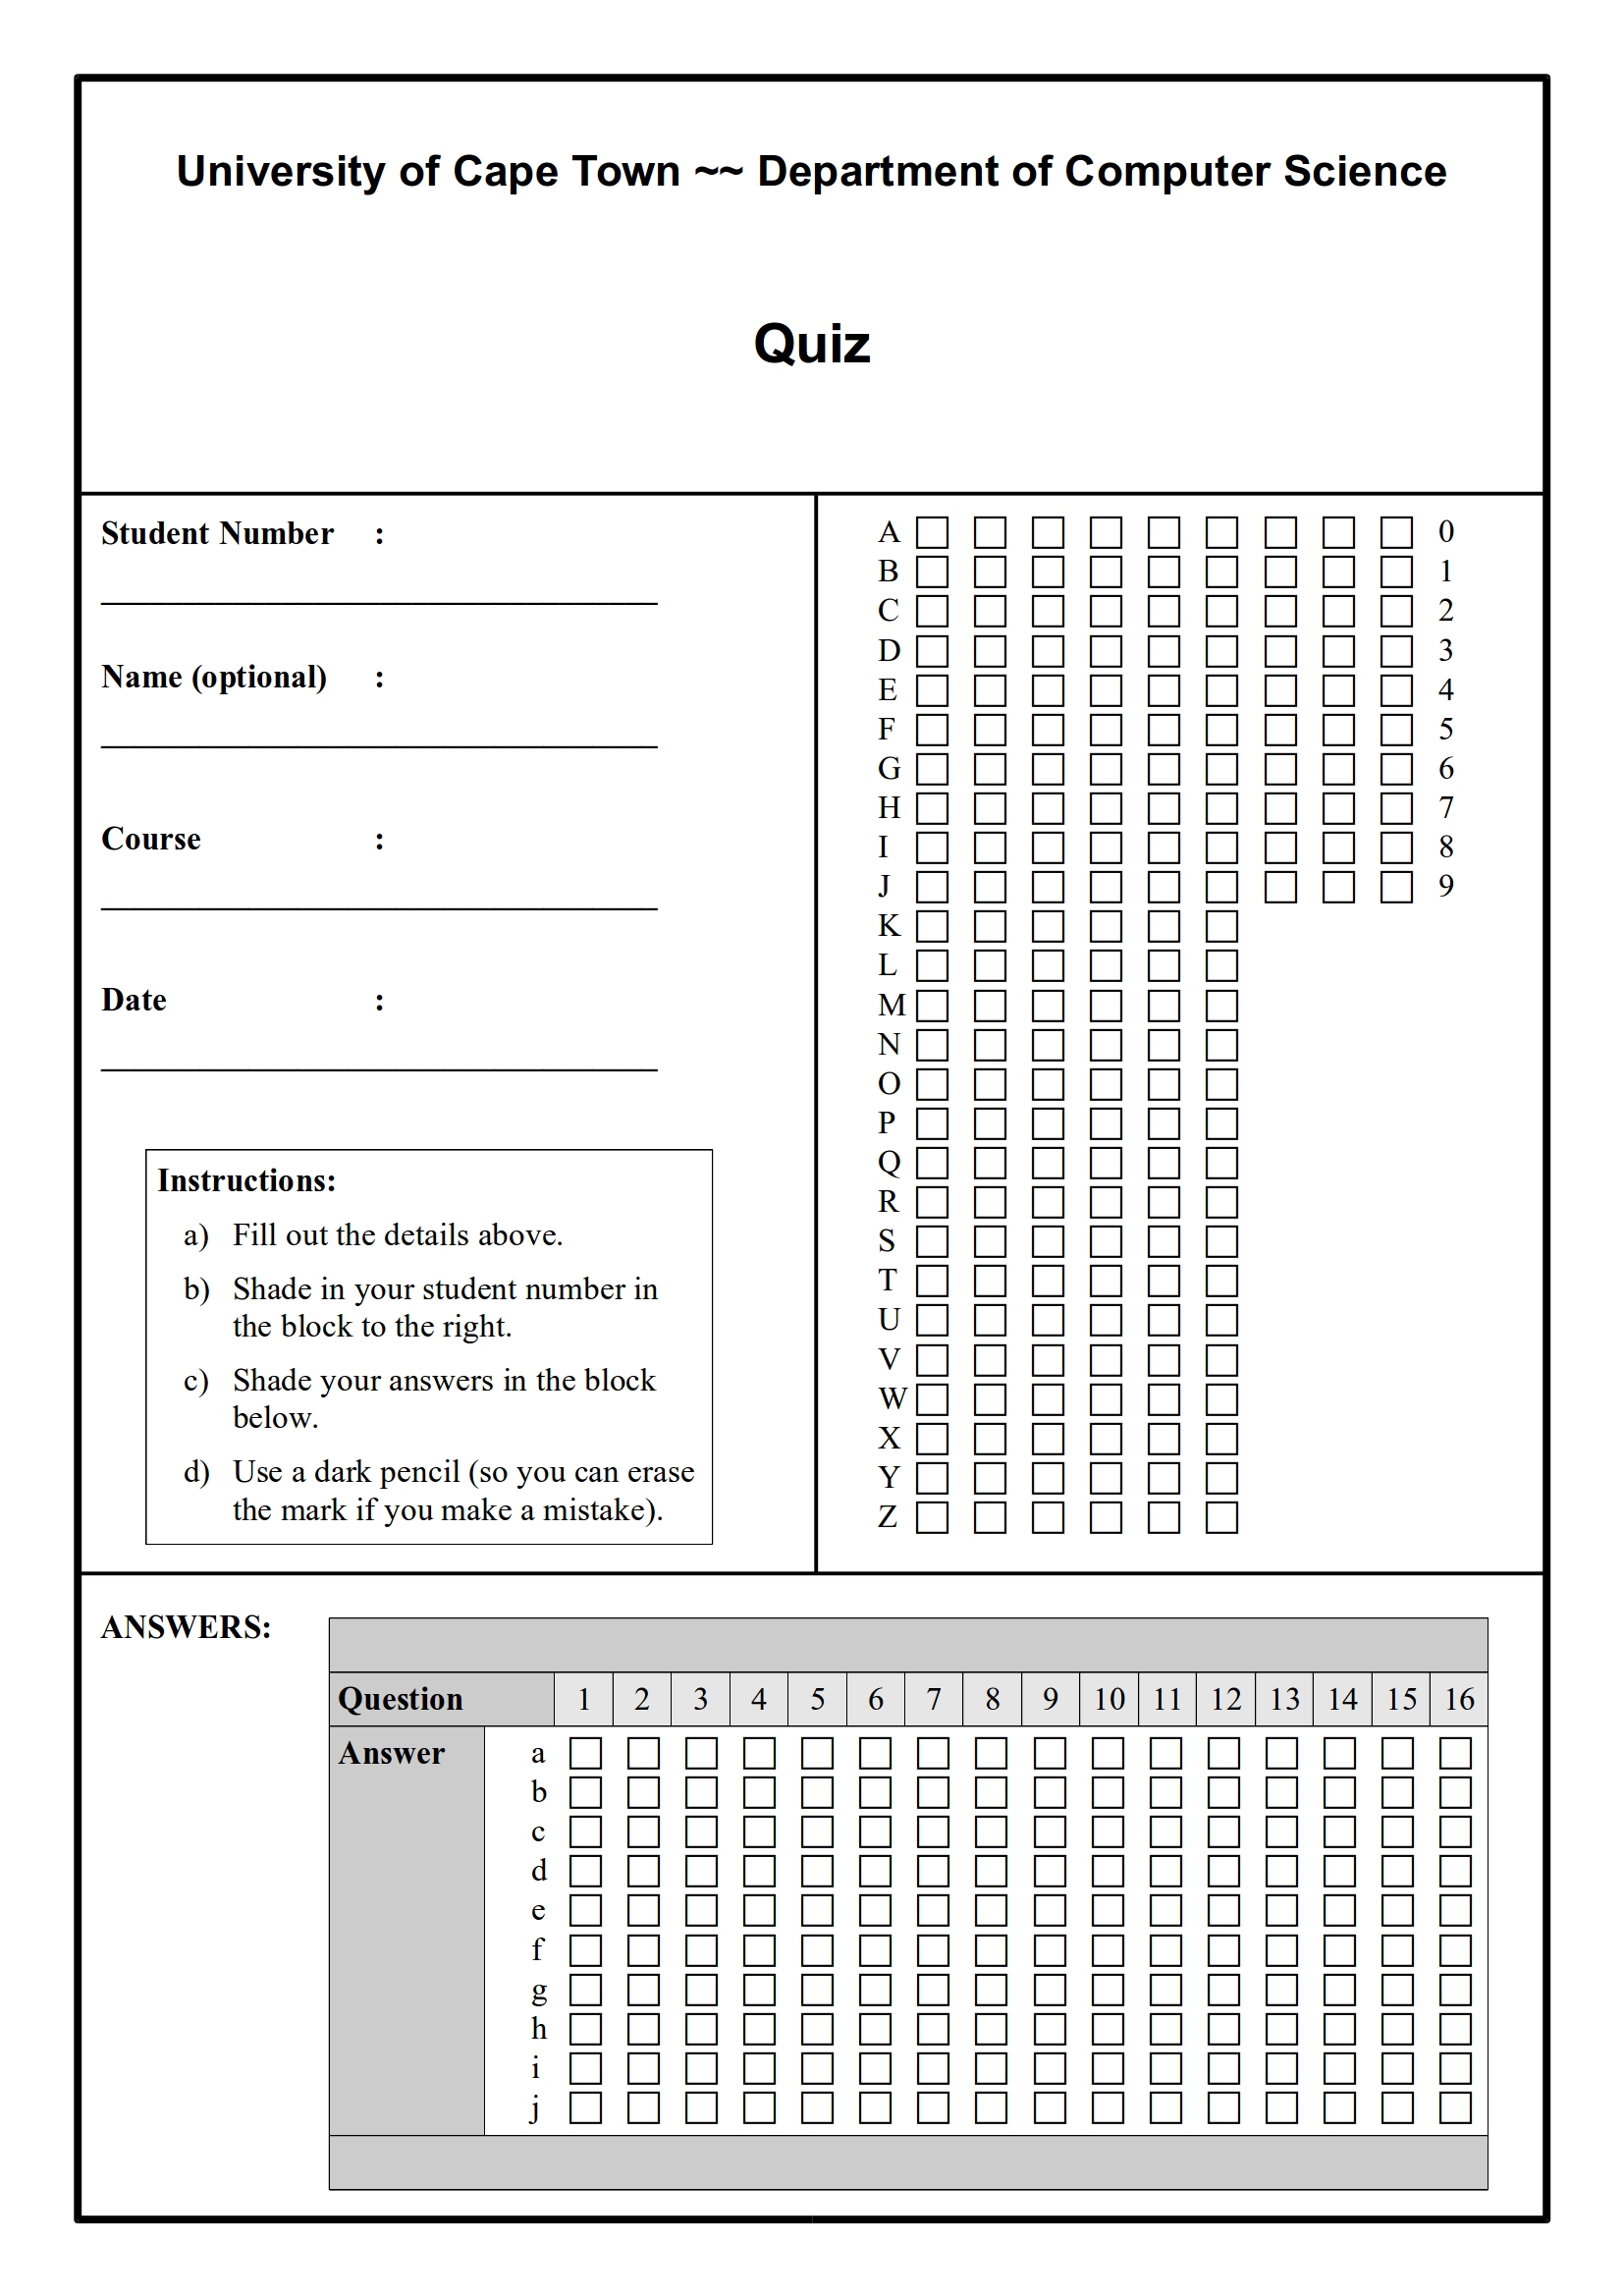 University of Cape Town ~~ Department of Computer Science
Quiz
Student Number :
Name (optional) :
Course :
Date :
Instructions:
a) Fill out the details above.
b) Shade in your student number in
the block to the right.
c) Shade your answers in the block
below.
d) Use a dark pencil (so you can erase
the mark if you make a mistake).
A 0
B 1
C 2
D 3
E 4
F 5
G 6
H 7
I 8
J 9
K
L
M
N
O
P
Q
R
S
T
U
V
W
X
Y
Z
ANSWERS:
Question 1 2 3 4 5 6 7 8 9 10 11 12 13 14 15 16
Answer a
b
c
d
e
f
g
h
i
j